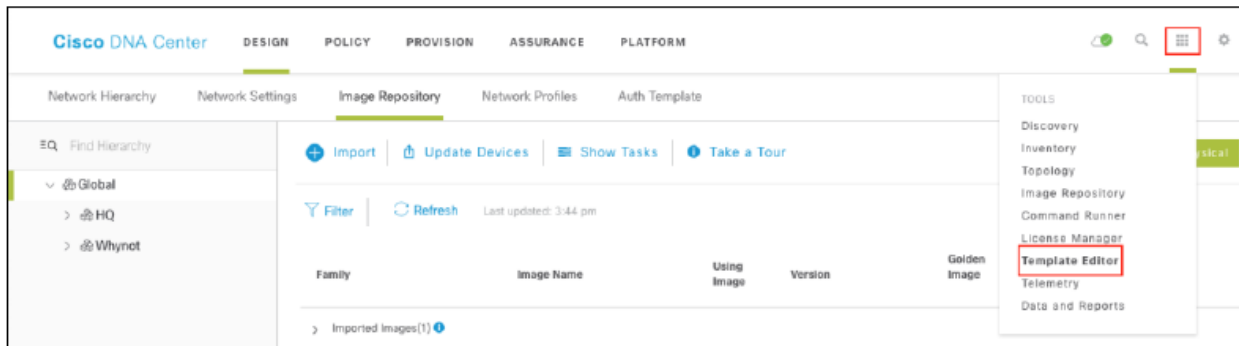 Cisco DNA Center DESIGN POLICY PROVISION ASSURANCE PLATFORM
Network Hierarchy Network Settings Image Repository Network Profiles Auth Template
TOOLS
Discovery
Inventory
Topology
Image Repository
Command Runner
License Manager
Template Editor
Telemetry
Data and Reports
Find Hierarchy
Global
HQ
Whynot
Import Update Devices Show Tasks Take a Tour
ysical
Filter Refresh Last updated: 3:44 pm
Family Image Name Using Image Version Golden Image
Imported Images(1)